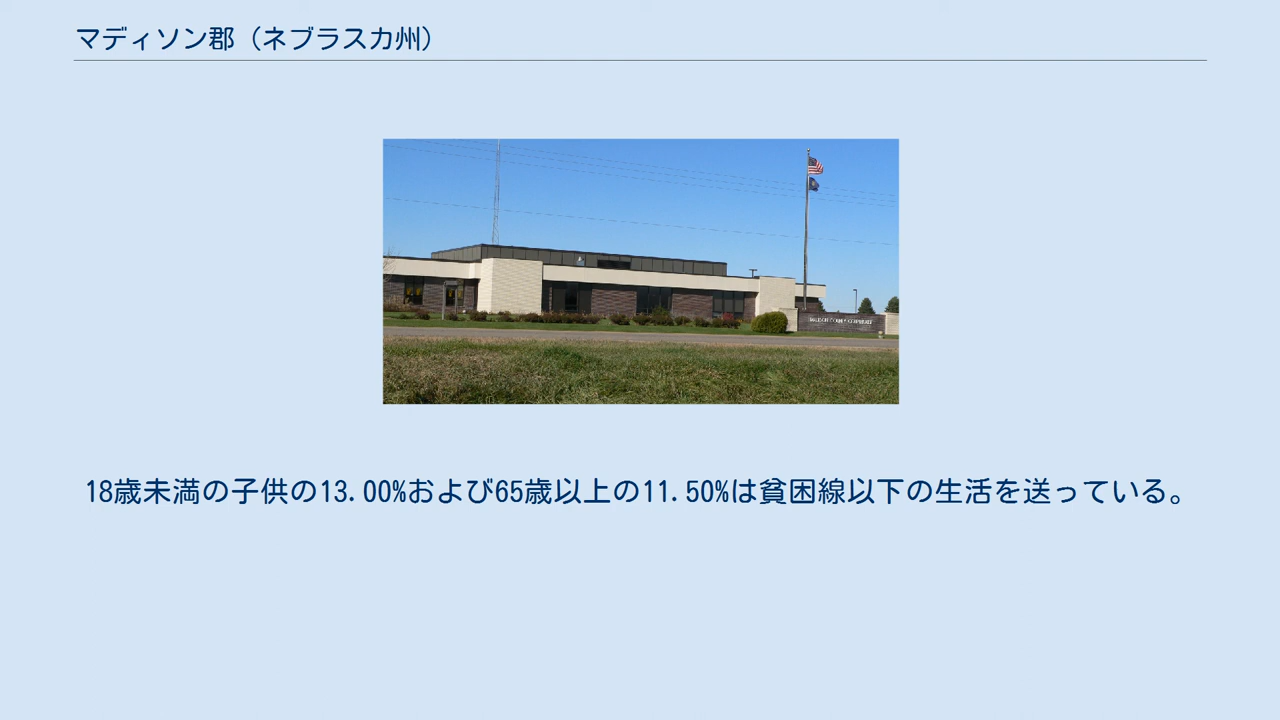 マディソン郡（ネブラスカ州）
18歳未満の子供の13.00%および65歳以上の11.50%は貧困線以下の生活を送っている。